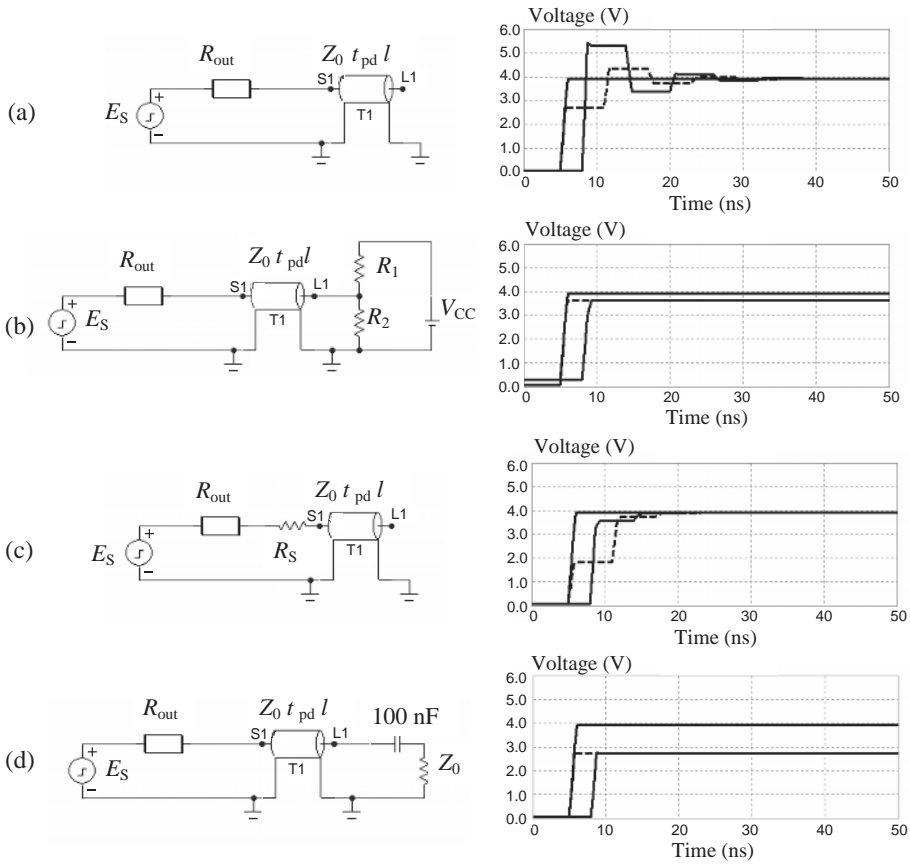 (a)
R_out
Z_0 t_pd l
S1
L1
T1
E_S
+
−
Voltage (V)
6.0
5.0
4.0
3.0
2.0
1.0
0.0
0 10 20 30 40 50
Time (ns)
(b)
R_out
Z_0 t_pd l
S1
L1
T1
E_S
+
−
R_1
R_2
V_CC
Voltage (V)
6.0
5.0
4.0
3.0
2.0
1.0
0.0
0 10 20 30 40 50
Time (ns)
(c)
R_out
R_S
Z_0 t_pd l
S1
L1
T1
E_S
+
−
Voltage (V)
6.0
5.0
4.0
3.0
2.0
1.0
0.0
0 10 20 30 40 50
Time (ns)
(d)
R_out
Z_0 t_pd l
S1
L1
T1
100 nF
Z_0
E_S
+
−
Voltage (V)
6.0
5.0
4.0
3.0
2.0
1.0
0.0
0 10 20 30 40 50
Time (ns)